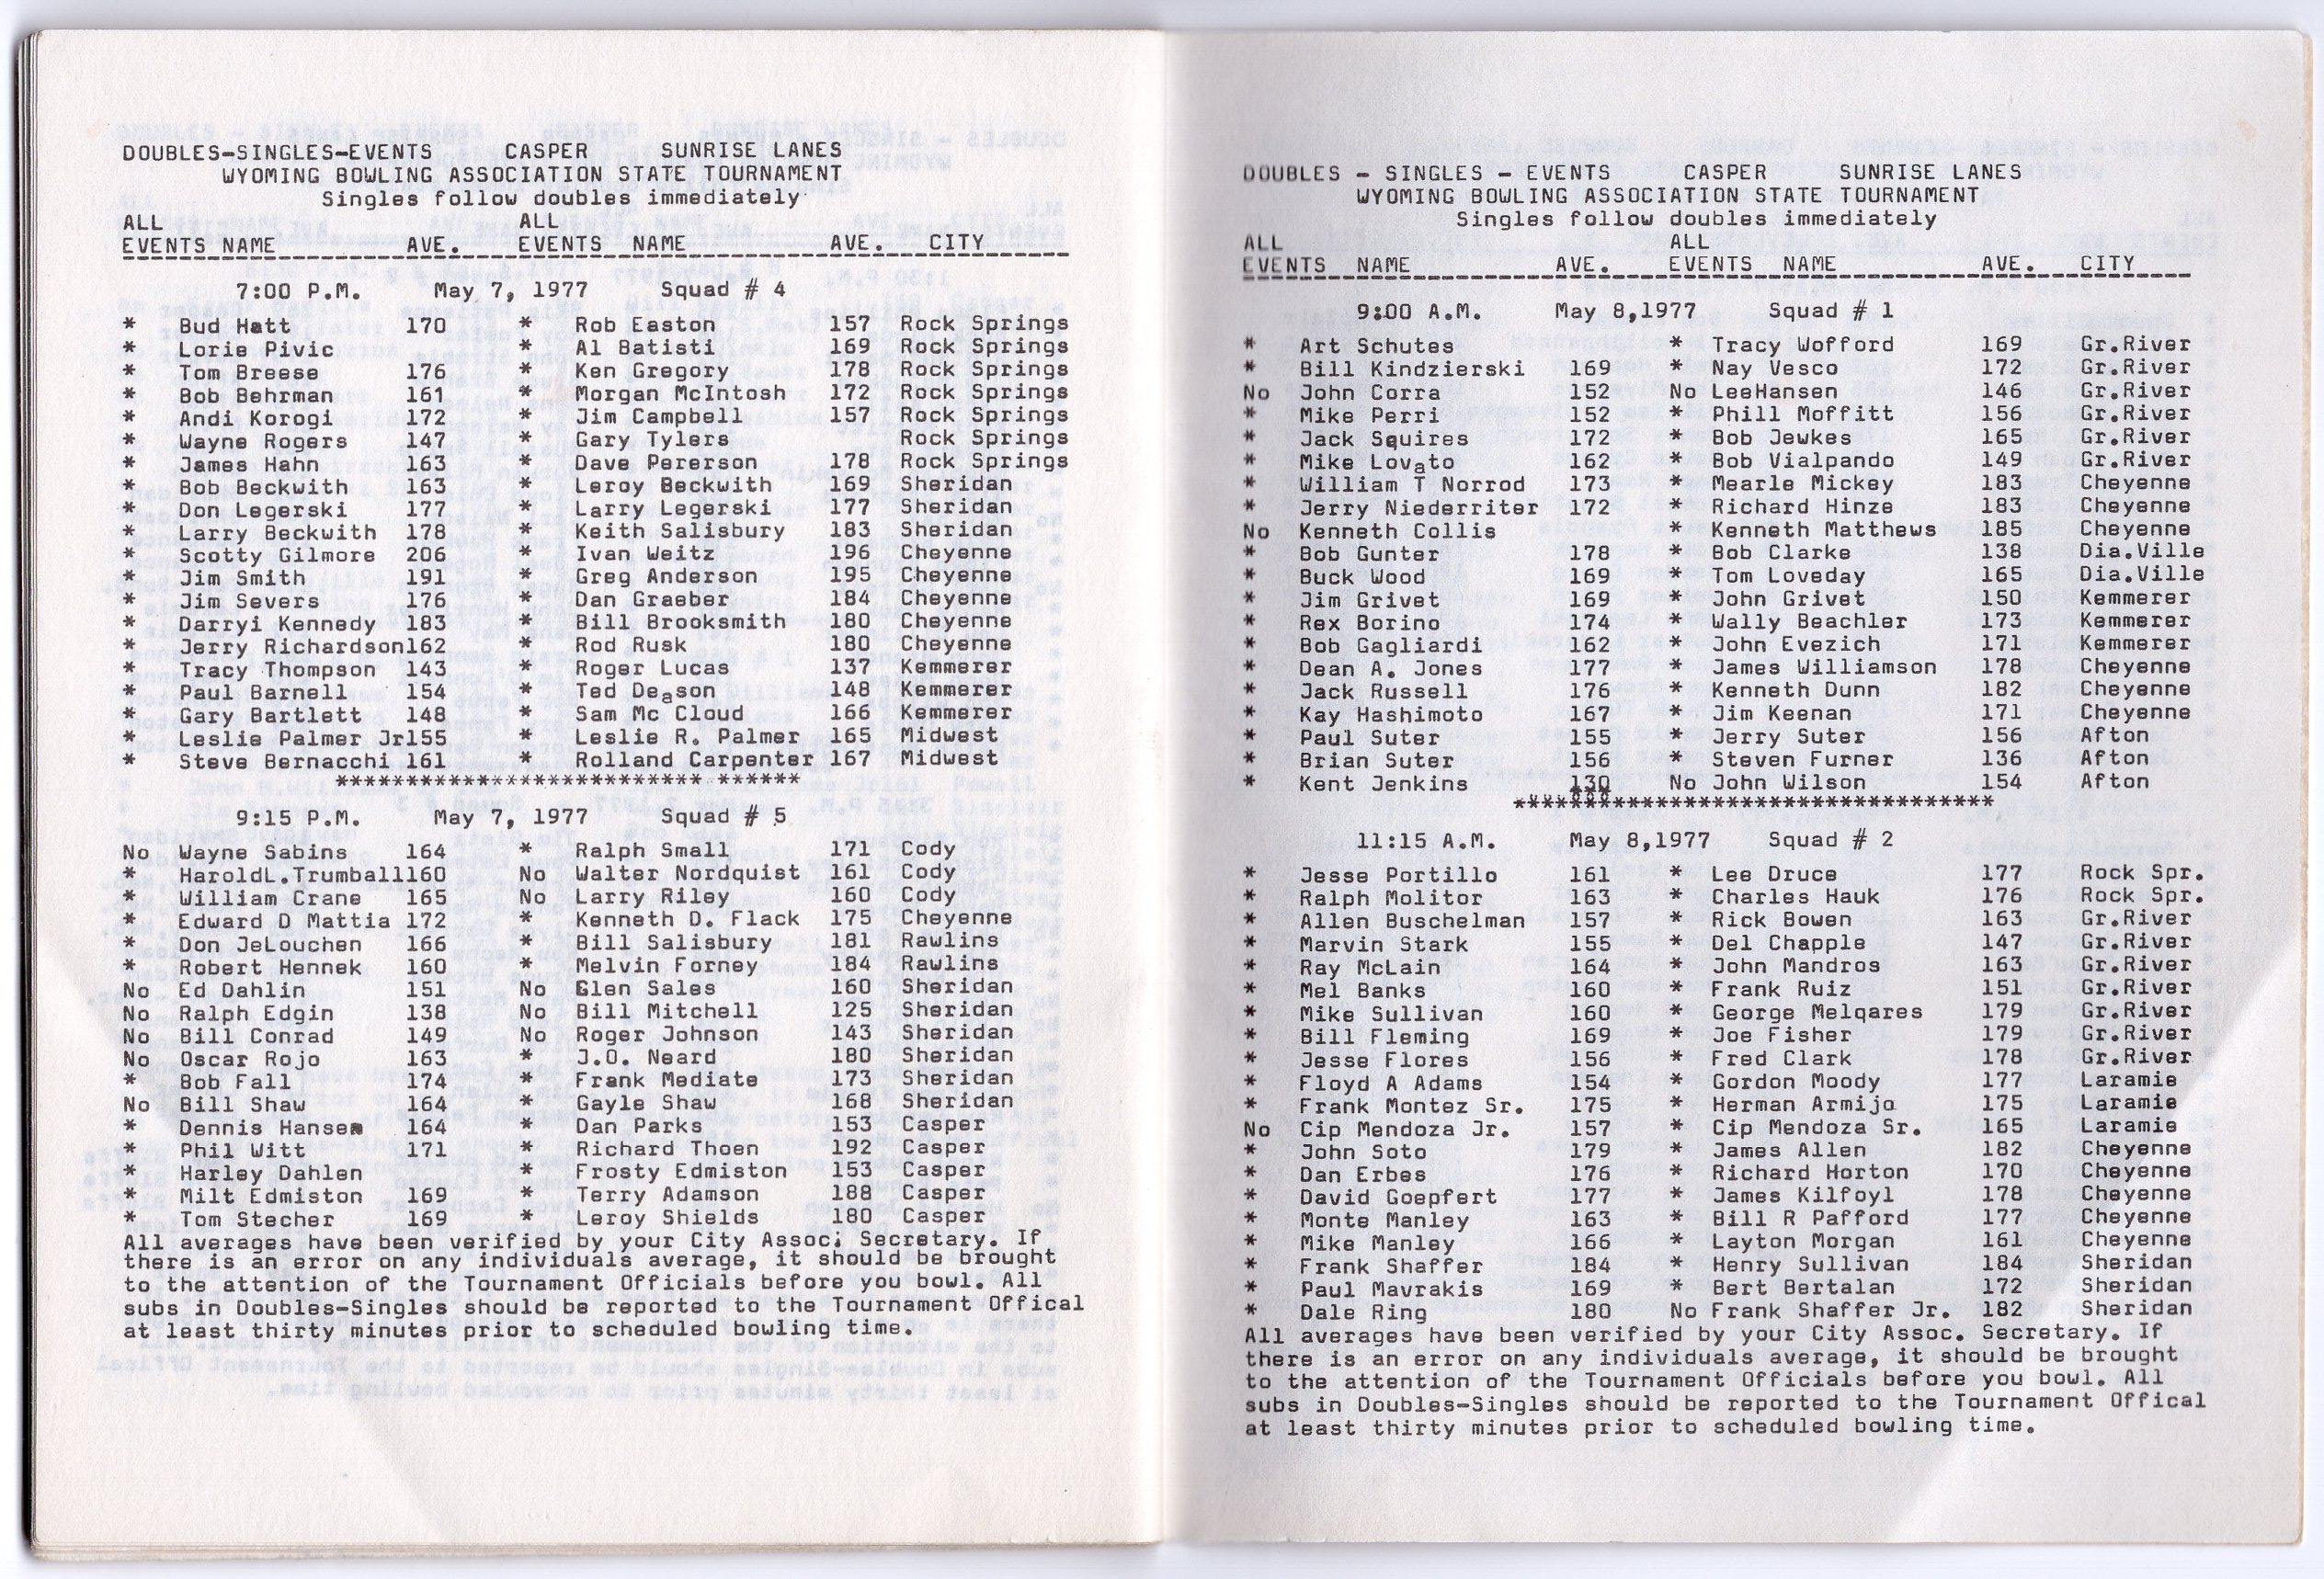 DOUBLES-SINGLES-EVENTS CASPER SUNRISE LANES
WYOMING BOWLING ASSOCIATION STATE TOURNAMENT
Singles follow doubles immediately
ALL ALL
EVENTS NAME AVE. EVENTS NAME AVE. CITY
7:00 P.M. May 7, 1977 Squad # 4
* Bud Hatt 170 * Rob Easton 157 Rock Springs
* Lorie Pivic * Al Batisti 169 Rock Springs
* Tom Breese 176 * Ken Gregory 178 Rock Springs
* Bob Behrman 161 * Morgan McIntosh 172 Rock Springs
* Andi Korogi 172 * Jim Campbell 157 Rock Springs
* Wayne Rogers 147 * Gary Tylers Rock Springs
* James Hahn 163 * Dave Pererson 178 Rock Springs
* Bob Beckwith 163 * Leroy Beckwith 169 Sheridan
* Don Legerski 177 * Larry Legerski 177 Sheridan
* Larry Beckwith 178 * Keith Salisbury 183 Sheridan
* Scotty Gilmore 206 * Ivan Weitz 196 Cheyenne
* Jim Smith 191 * Greg Anderson 195 Cheyenne
* Jim Severs 176 * Dan Graeber 184 Cheyenne
* Darryi Kennedy 183 * Bill Brooksmith 180 Cheyenne
* Jerry Richardson162 * Rod Rusk 180 Cheyenne
* Tracy Thompson 143 * Roger Lucas 137 Kemmerer
* Paul Barnell 154 * Ted Deason 148 Kemmerer
* Gary Bartlett 148 * Sam Mc Cloud 166 Kemmerer
* Leslie Palmer Jr155 * Leslie R. Palmer 165 Midwest
* Steve Bernacchi 161 * Rolland Carpenter 167 Midwest
************************** ******
9:15 P.M. May 7, 1977 Squad # 5
No Wayne Sabins 164 * Ralph Small 171 Cody
* HaroldL.Trumball160 No Walter Nordquist 161 Cody
* William Crane 165 No Larry Riley 160 Cody
* Edward D Mattia 172 * Kenneth D. Flack 175 Cheyenne
* Don JeLouchen 166 * Bill Salisbury 181 Rawlins
* Robert Hennek 160 * Melvin Forney 184 Rawlins
No Ed Dahlin 151 No Glen Sales 160 Sheridan
No Ralph Edgin 138 No Bill Mitchell 125 Sheridan
No Bill Conrad 149 No Roger Johnson 143 Sheridan
No Oscar Rojo 163 * J.O. Neard 180 Sheridan
* Bob Fall 174 * Frank Mediate 173 Sheridan
No Bill Shaw 164 * Gayle Shaw 168 Sheridan
* Dennis Hansen 164 * Dan Parks 153 Casper
* Phil Witt 171 * Richard Thoen 192 Casper
* Harley Dahlen * Frosty Edmiston 153 Casper
* Milt Edmiston 169 * Terry Adamson 188 Casper
* Tom Stecher 169 * Leroy Shields 180 Casper
All averages have been verified by your City Assoc. Secretary. If
there is an error on any individuals average, it should be brought
to the attention of the Tournament Officials before you bowl. All
subs in Doubles-Singles should be reported to the Tournament Offical
at least thirty minutes prior to scheduled bowling time.
DOUBLES - SINGLES - EVENTS CASPER SUNRISE LANES
WYOMING BOWLING ASSOCIATION STATE TOURNAMENT
Singles follow doubles immediately
ALL ALL
EVENTS NAME AVE. EVENTS NAME AVE. CITY
9:00 A.M. May 8,1977 Squad # 1
* Art Schutes * Tracy Wofford 169 Gr.River
* Bill Kindzierski 169 * Nay Vesco 172 Gr.River
No John Corra 152 No LeeHansen 146 Gr.River
* Mike Perri 152 * Phill Moffitt 156 Gr.River
* Jack Squires 172 * Bob Jewkes 165 Gr.River
* Mike Lovato 162 * Bob Vialpando 149 Gr.River
* William T Norrod 173 * Mearle Mickey 183 Cheyenne
* Jerry Niederriter 172 * Richard Hinze 183 Cheyenne
No Kenneth Collis * Kenneth Matthews 185 Cheyenne
* Bob Gunter 178 * Bob Clarke 138 Dia.Ville
* Buck Wood 169 * Tom Loveday 165 Dia.Ville
* Jim Grivet 169 * John Grivet 150 Kemmerer
* Rex Borino 174 * Wally Beachler 173 Kemmerer
* Bob Gagliardi 162 * John Evezich 171 Kemmerer
* Dean A. Jones 177 * James Williamson 178 Cheyenne
* Jack Russell 176 * Kenneth Dunn 182 Cheyenne
* Kay Hashimoto 167 * Jim Keenan 171 Cheyenne
* Paul Suter 155 * Jerry Suter 156 Afton
* Brian Suter 156 * Steven Furner 136 Afton
* Kent Jenkins 130 No John Wilson 154 Afton
**********************************
11:15 A.M. May 8,1977 Squad # 2
* Jesse Portillo 161 * Lee Druce 177 Rock Spr.
* Ralph Molitor 163 * Charles Hauk 176 Rock Spr.
* Allen Buschelman 157 * Rick Bowen 163 Gr.River
* Marvin Stark 155 * Del Chapple 147 Gr.River
* Ray McLain 164 * John Mandros 163 Gr.River
* Mel Banks 160 * Frank Ruiz 151 Gr.River
* Mike Sullivan 160 * George Melqares 179 Gr.River
* Bill Fleming 169 * Joe Fisher 179 Gr.River
* Jesse Flores 156 * Fred Clark 178 Gr.River
* Floyd A Adams 154 * Gordon Moody 177 Laramie
* Frank Montez Sr. 175 * Herman Armijo 175 Laramie
No Cip Mendoza Jr. 157 * Cip Mendoza Sr. 165 Laramie
* John Soto 179 * James Allen 182 Cheyenne
* Dan Erbes 176 * Richard Horton 170 Cheyenne
* David Goepfert 177 * James Kilfoyl 178 Cheyenne
* Monte Manley 163 * Bill R Pafford 177 Cheyenne
* Mike Manley 166 * Layton Morgan 161 Cheyenne
* Frank Shaffer 184 * Henry Sullivan 184 Sheridan
* Paul Mavrakis 169 * Bert Bertalan 172 Sheridan
* Dale Ring 180 No Frank Shaffer Jr. 182 Sheridan
All averages have been verified by your City Assoc. Secretary. If
there is an error on any individuals average, it should be brought
to the attention of the Tournament Officials before you bowl. All
subs in Doubles-Singles should be reported to the Tournament Offical
at least thirty minutes prior to scheduled bowling time.